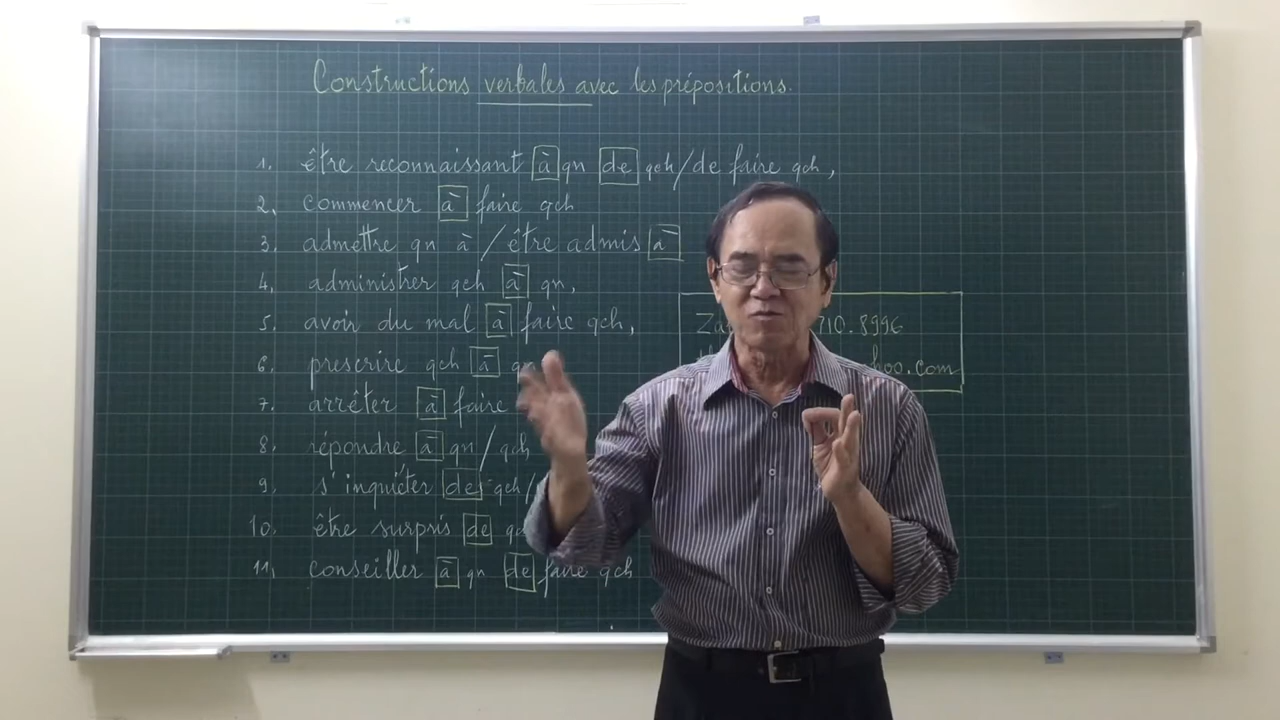 Constructions verbales avec les prépositions.
1. être reconnaissant à qn de qch/de faire qch,
2. commencer à faire qch
3. admettre qn à / être admis à
4. administrer qch à qn,
5. avoir du mal à faire qch,
6. prescrire qch à
7. arrêter à faire
8. répondre à qn / qch
9. s'inquiéter de qch/
10. être surpris de
11, conseiller à qn de faire qch
710.8996
hoo.com